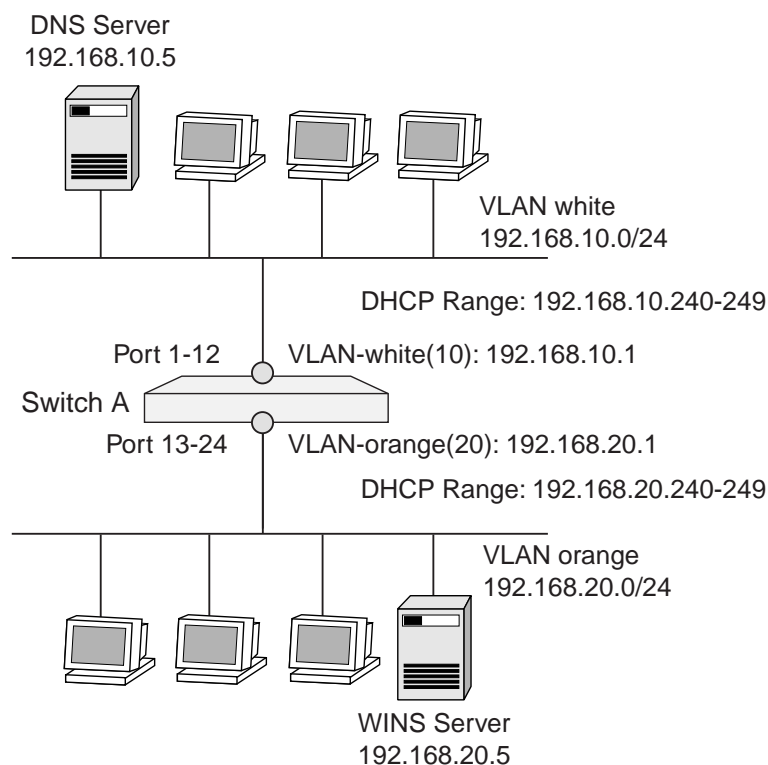 DNS Server
192.168.10.5
VLAN white
192.168.10.0/24
DHCP Range: 192.168.10.240-249
Port 1-12
VLAN-white(10): 192.168.10.1
Switch A
Port 13-24
VLAN-orange(20): 192.168.20.1
DHCP Range: 192.168.20.240-249
VLAN orange
192.168.20.0/24
WINS Server
192.168.20.5